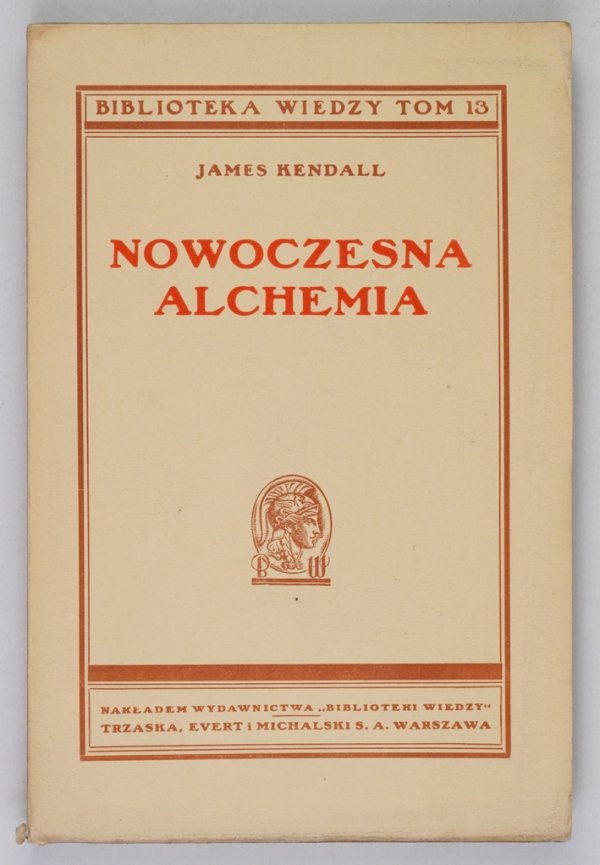 BIBLIOTEKA WIEDZY TOM 13
JAMES KENDALL
NOWOCZESNA
ALCHEMIA
B W
NAKŁADEM WYDAWNICTWA „BIBLIOTEKI WIEDZY“
TRZASKA, EVERT i MICHALSKI S. A. WARSZAWA